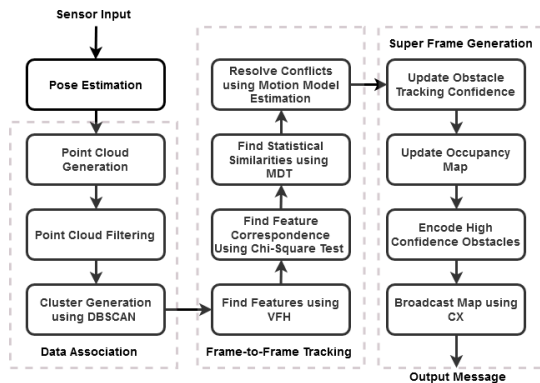 Sensor Input
Pose Estimation
Point Cloud
Generation
Point Cloud Filtering
Cluster Generation
using DBSCAN
Data Association
Resolve Conflicts
using Motion Model
Estimation
Find Statistical
Similarities using
MDT
Find Feature
Correspondence
Using Chi-Square Test
Find Features using
VFH
Frame-to-Frame Tracking
Super Frame Generation
Update Obstacle
Tracking Confidence
Update Occupancy
Map
Encode High
Confidence Obstacles
Broadcast Map using
CX
Output Message